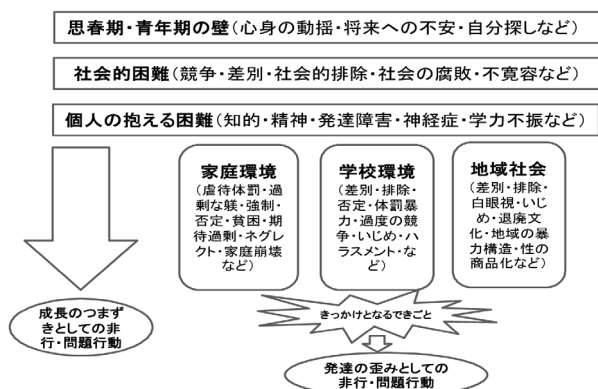 思春期・青年期の壁(心身の動揺・将来への不安・自分探しなど)
社会的困難(競争・差別・社会的排除・社会の腐敗・不寛容など)
個人の抱える困難(知的・精神・発達障害・神経症・学力不振など)
家庭環境
(虐待体罰・過
剰な躾・強制・
否定・貧困・期
待過剰・ネグレ
クト・家庭崩壊
など)
学校環境
(差別・排除・
否定・体罰暴
力・過度の競
争・いじめ・ハ
ラスメント・な
ど)
地域社会
(差別・排除・
白眼視・いじ
め・退廃文
化・地域の暴
力構造・性の
商品化など)
きっかけとなるできごと
成長のつまず
きとしての非
行・問題行動
発達の歪みとしての
非行・問題行動